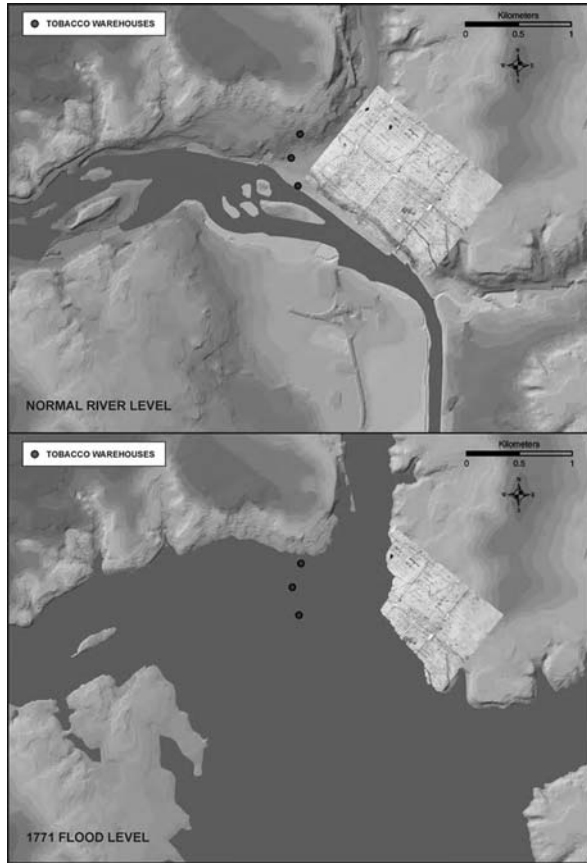 TOBACCO WAREHOUSES
Kilometers
0 0.5 1
N
W E
S
NORMAL RIVER LEVEL
TOBACCO WAREHOUSES
Kilometers
0 0.5 1
N
W E
S
1771 FLOOD LEVEL